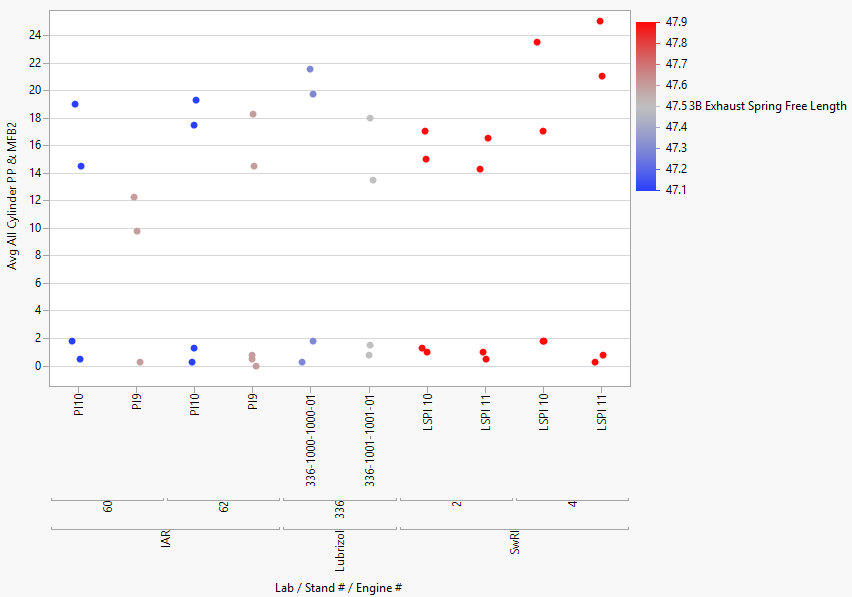 Avg All Cylinder PP & MFB2
24
22
20
18
16
14
12
10
8
6
4
2
0
47.9
47.8
47.7
47.6
47.5
47.4
47.3
47.2
47.1
3B Exhaust Spring Free Length
PI10
PI9
PI10
PI9
336-1000-1000-01
336-1001-1001-01
LSPI 10
LSPI 11
LSPI 10
LSPI 11
60
62
336
2
4
IAR
Lubrizol
SwRI
Lab / Stand # / Engine #